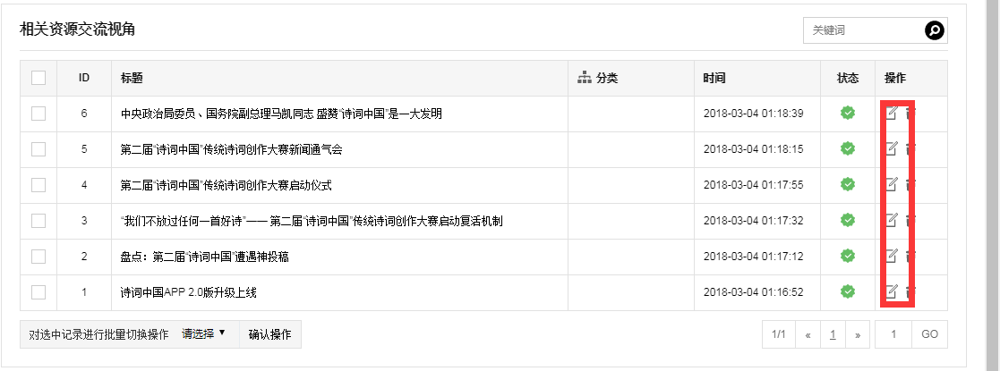 相关资源交流视角
关键词
ID 标题 分类 时间 状态 操作
6 中央政治局委员、国务院副总理马凯同志 盛赞“诗词中国”是一大发明 2018-03-04 01:18:39
5 第二届“诗词中国”传统诗词创作大赛新闻通气会 2018-03-04 01:18:15
4 第二届“诗词中国”传统诗词创作大赛启动仪式 2018-03-04 01:17:55
3 “我们不放过任何一首好诗”—— 第二届“诗词中国”传统诗词创作大赛启动复活机制 2018-03-04 01:17:32
2 盘点：第二届“诗词中国”遭遇神投稿 2018-03-04 01:17:12
1 诗词中国APP 2.0版升级上线 2018-03-04 01:16:52
对选中记录进行批量切换操作 请选择 确认操作 1/1 « 1 » 1 GO